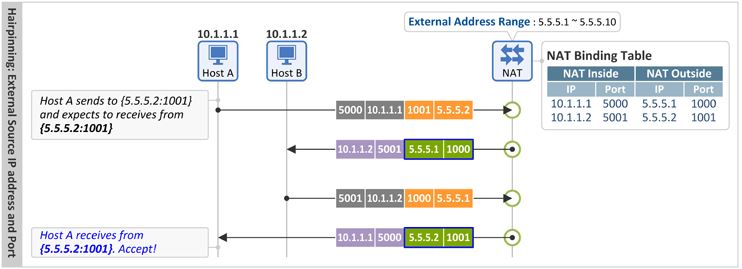 Hairpinning: External Source IP address and Port
External Address Range : 5.5.5.1 ~ 5.5.5.10
10.1.1.1
10.1.1.2
Host A
Host B
NAT
NAT Binding Table
NAT Inside NAT Outside
IP Port IP Port
10.1.1.1 5000 5.5.5.1 1000
10.1.1.2 5001 5.5.5.2 1001
Host A sends to {5.5.5.2:1001}
and expects to receives from
{5.5.5.2:1001}
5000 10.1.1.1 1001 5.5.5.2
10.1.1.2 5001 5.5.5.1 1000
5001 10.1.1.2 1000 5.5.5.1
Host A receives from
{5.5.5.2:1001}. Accept!
10.1.1.1 5000 5.5.5.2 1001